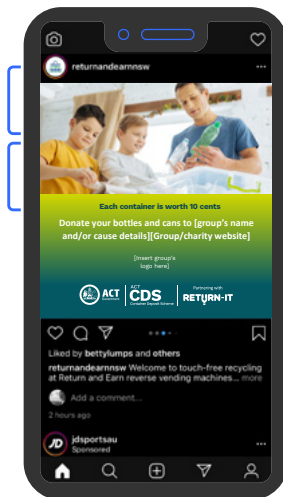 returnandearnnsw
Each container is worth 10 cents
Donate your bottles and cans to [group's name
and/or cause details][Group/charity website]
[Insert group's
logo here]
ACT
Government
ACT
CDS
Container Deposit Scheme
Partnering with
RETURN-IT
Liked by bettylumps and others
returnandearnnsw Welcome to touch-free recycling
at Return and Earn reverse vending machines... more
Add a comment...
2 hours ago
JD
jdsportsau
Sponsored